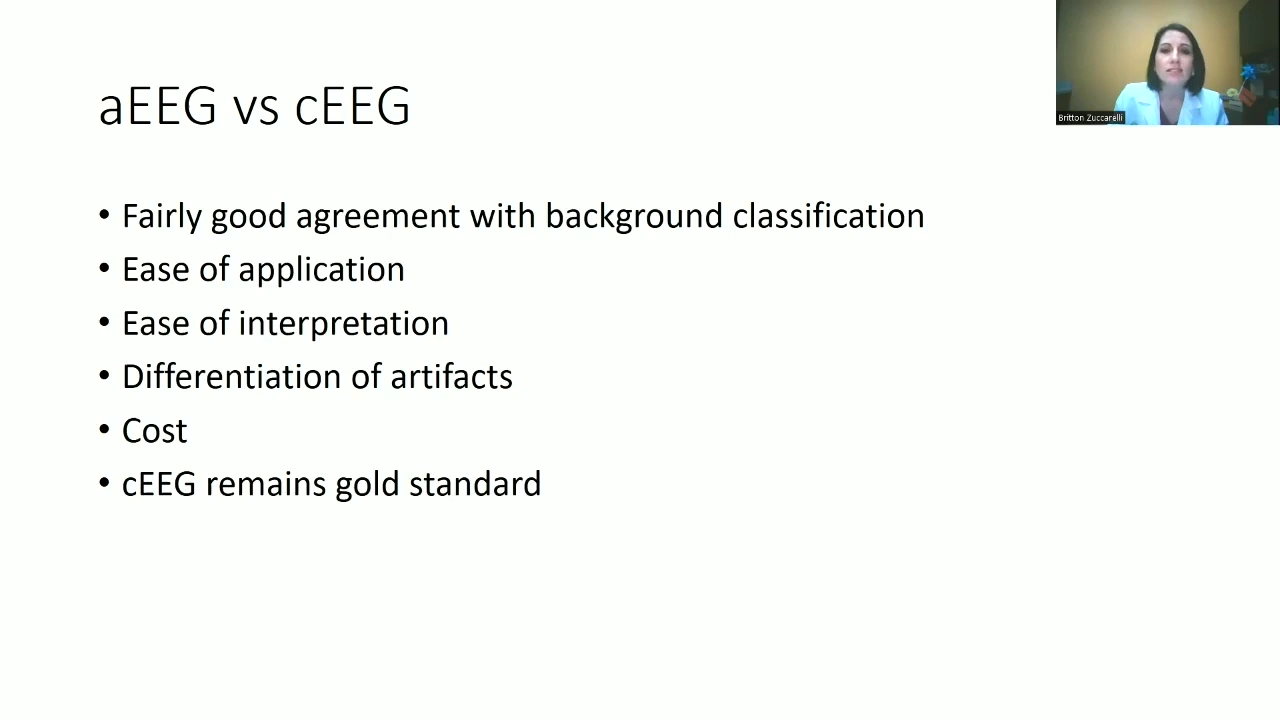 aEEG vs cEEG
Britton Zuccarelli
• Fairly good agreement with background classification
• Ease of application
• Ease of interpretation
• Differentiation of artifacts
• Cost
• cEEG remains gold standard